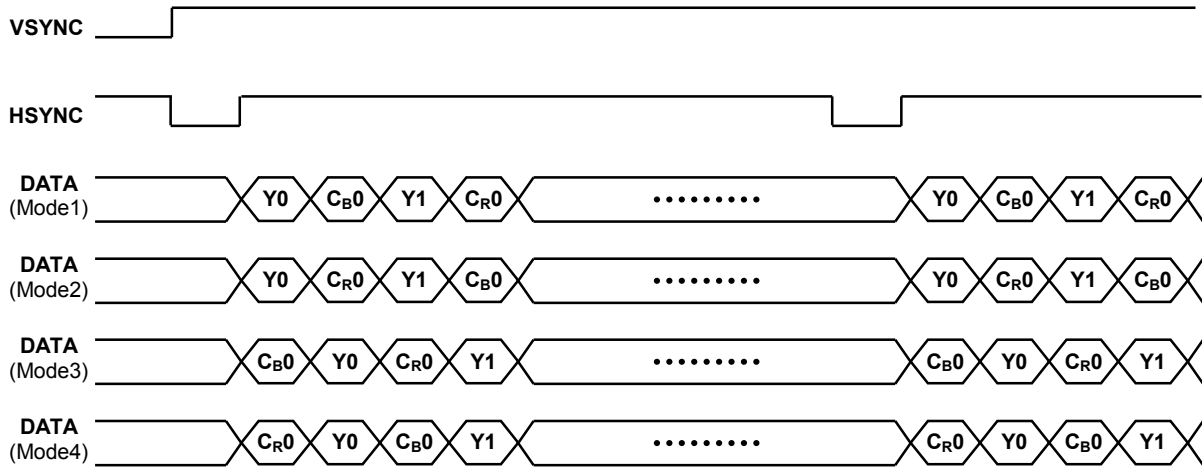 VSYNC
HSYNC
DATA
(Mode1)
Y0 CB0 Y1 CR0 ......... Y0 CB0 Y1 CR0
DATA
(Mode2)
Y0 CR0 Y1 CB0 ......... Y0 CR0 Y1 CB0
DATA
(Mode3)
CB0 Y0 CR0 Y1 ......... CB0 Y0 CR0 Y1
DATA
(Mode4)
CR0 Y0 CB0 Y1 ......... CR0 Y0 CB0 Y1